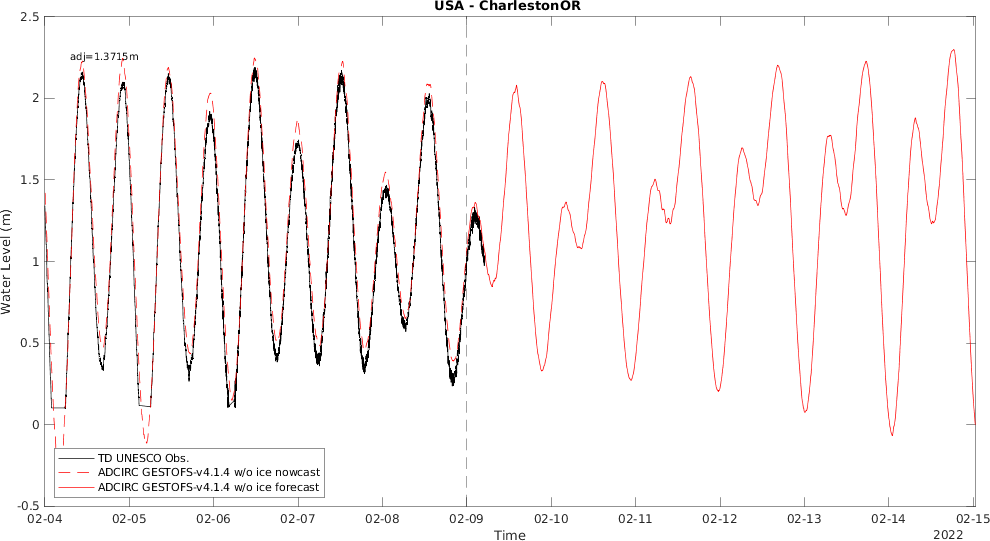 USA - CharlestonOR
2.5
adj=1.3715m
2
1.5
1
0.5
0
-0.5
Water Level (m)
TD UNESCO Obs.
ADCIRC GESTOFS-v4.1.4 w/o ice nowcast
ADCIRC GESTOFS-v4.1.4 w/o ice forecast
02-04 02-05 02-06 02-07 02-08 02-09 02-10 02-11 02-12 02-13 02-14 02-15
Time
2022